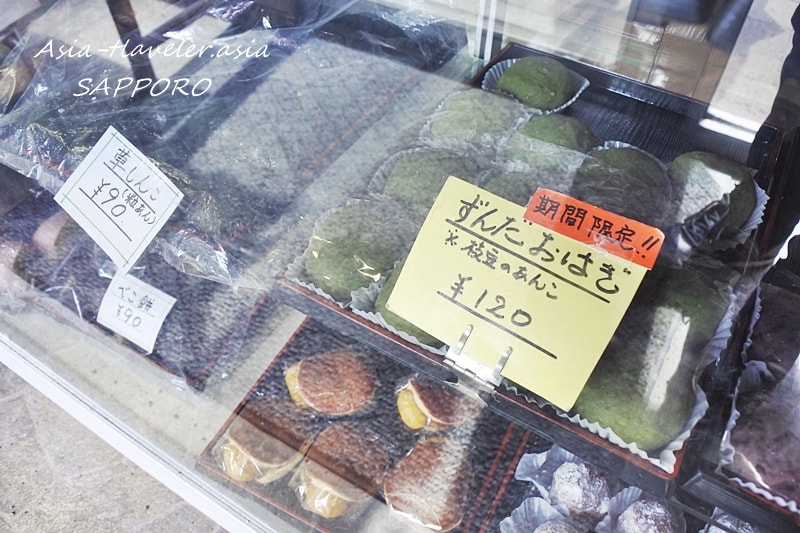 Asia-traveler.asia
SAPPORO
草しんこ
(粒あん)
¥90
べこ餅
¥90
期間限定!!
ずんだおはぎ
※枝豆のあんこ
¥120